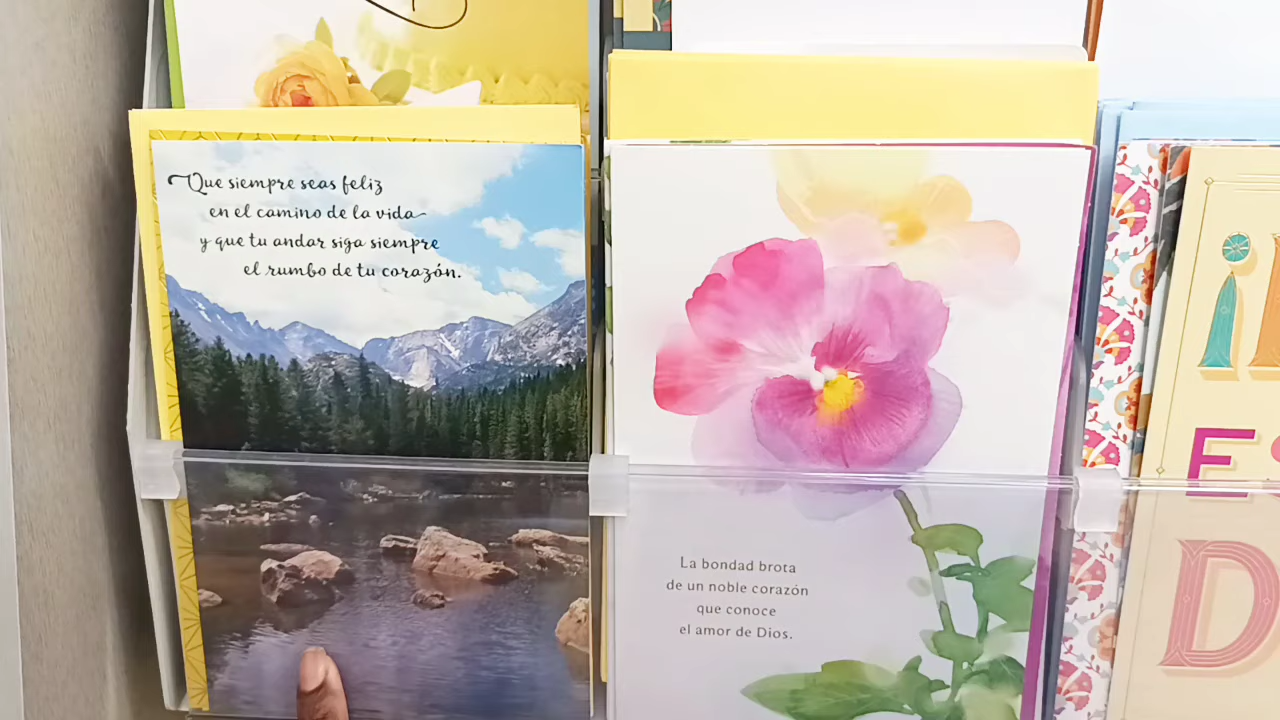 Que siempre seas feliz
en el camino de la vida
y que tu andar siga siempre
el rumbo de tu corazón.
La bondad brota
de un noble corazón
que conoce
el amor de Dios.